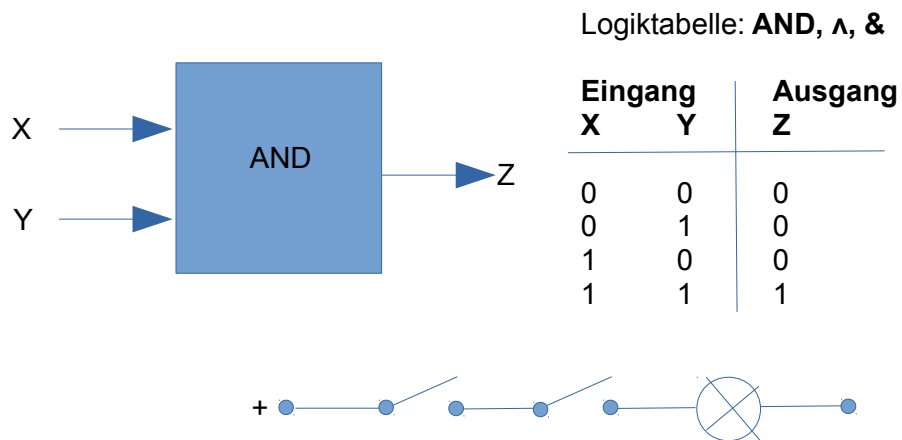 Logiktabelle: AND, ʌ, &
Eingang Ausgang
X Y Z
0 0 0
0 1 0
1 0 0
1 1 1
X
Y
AND
Z
+